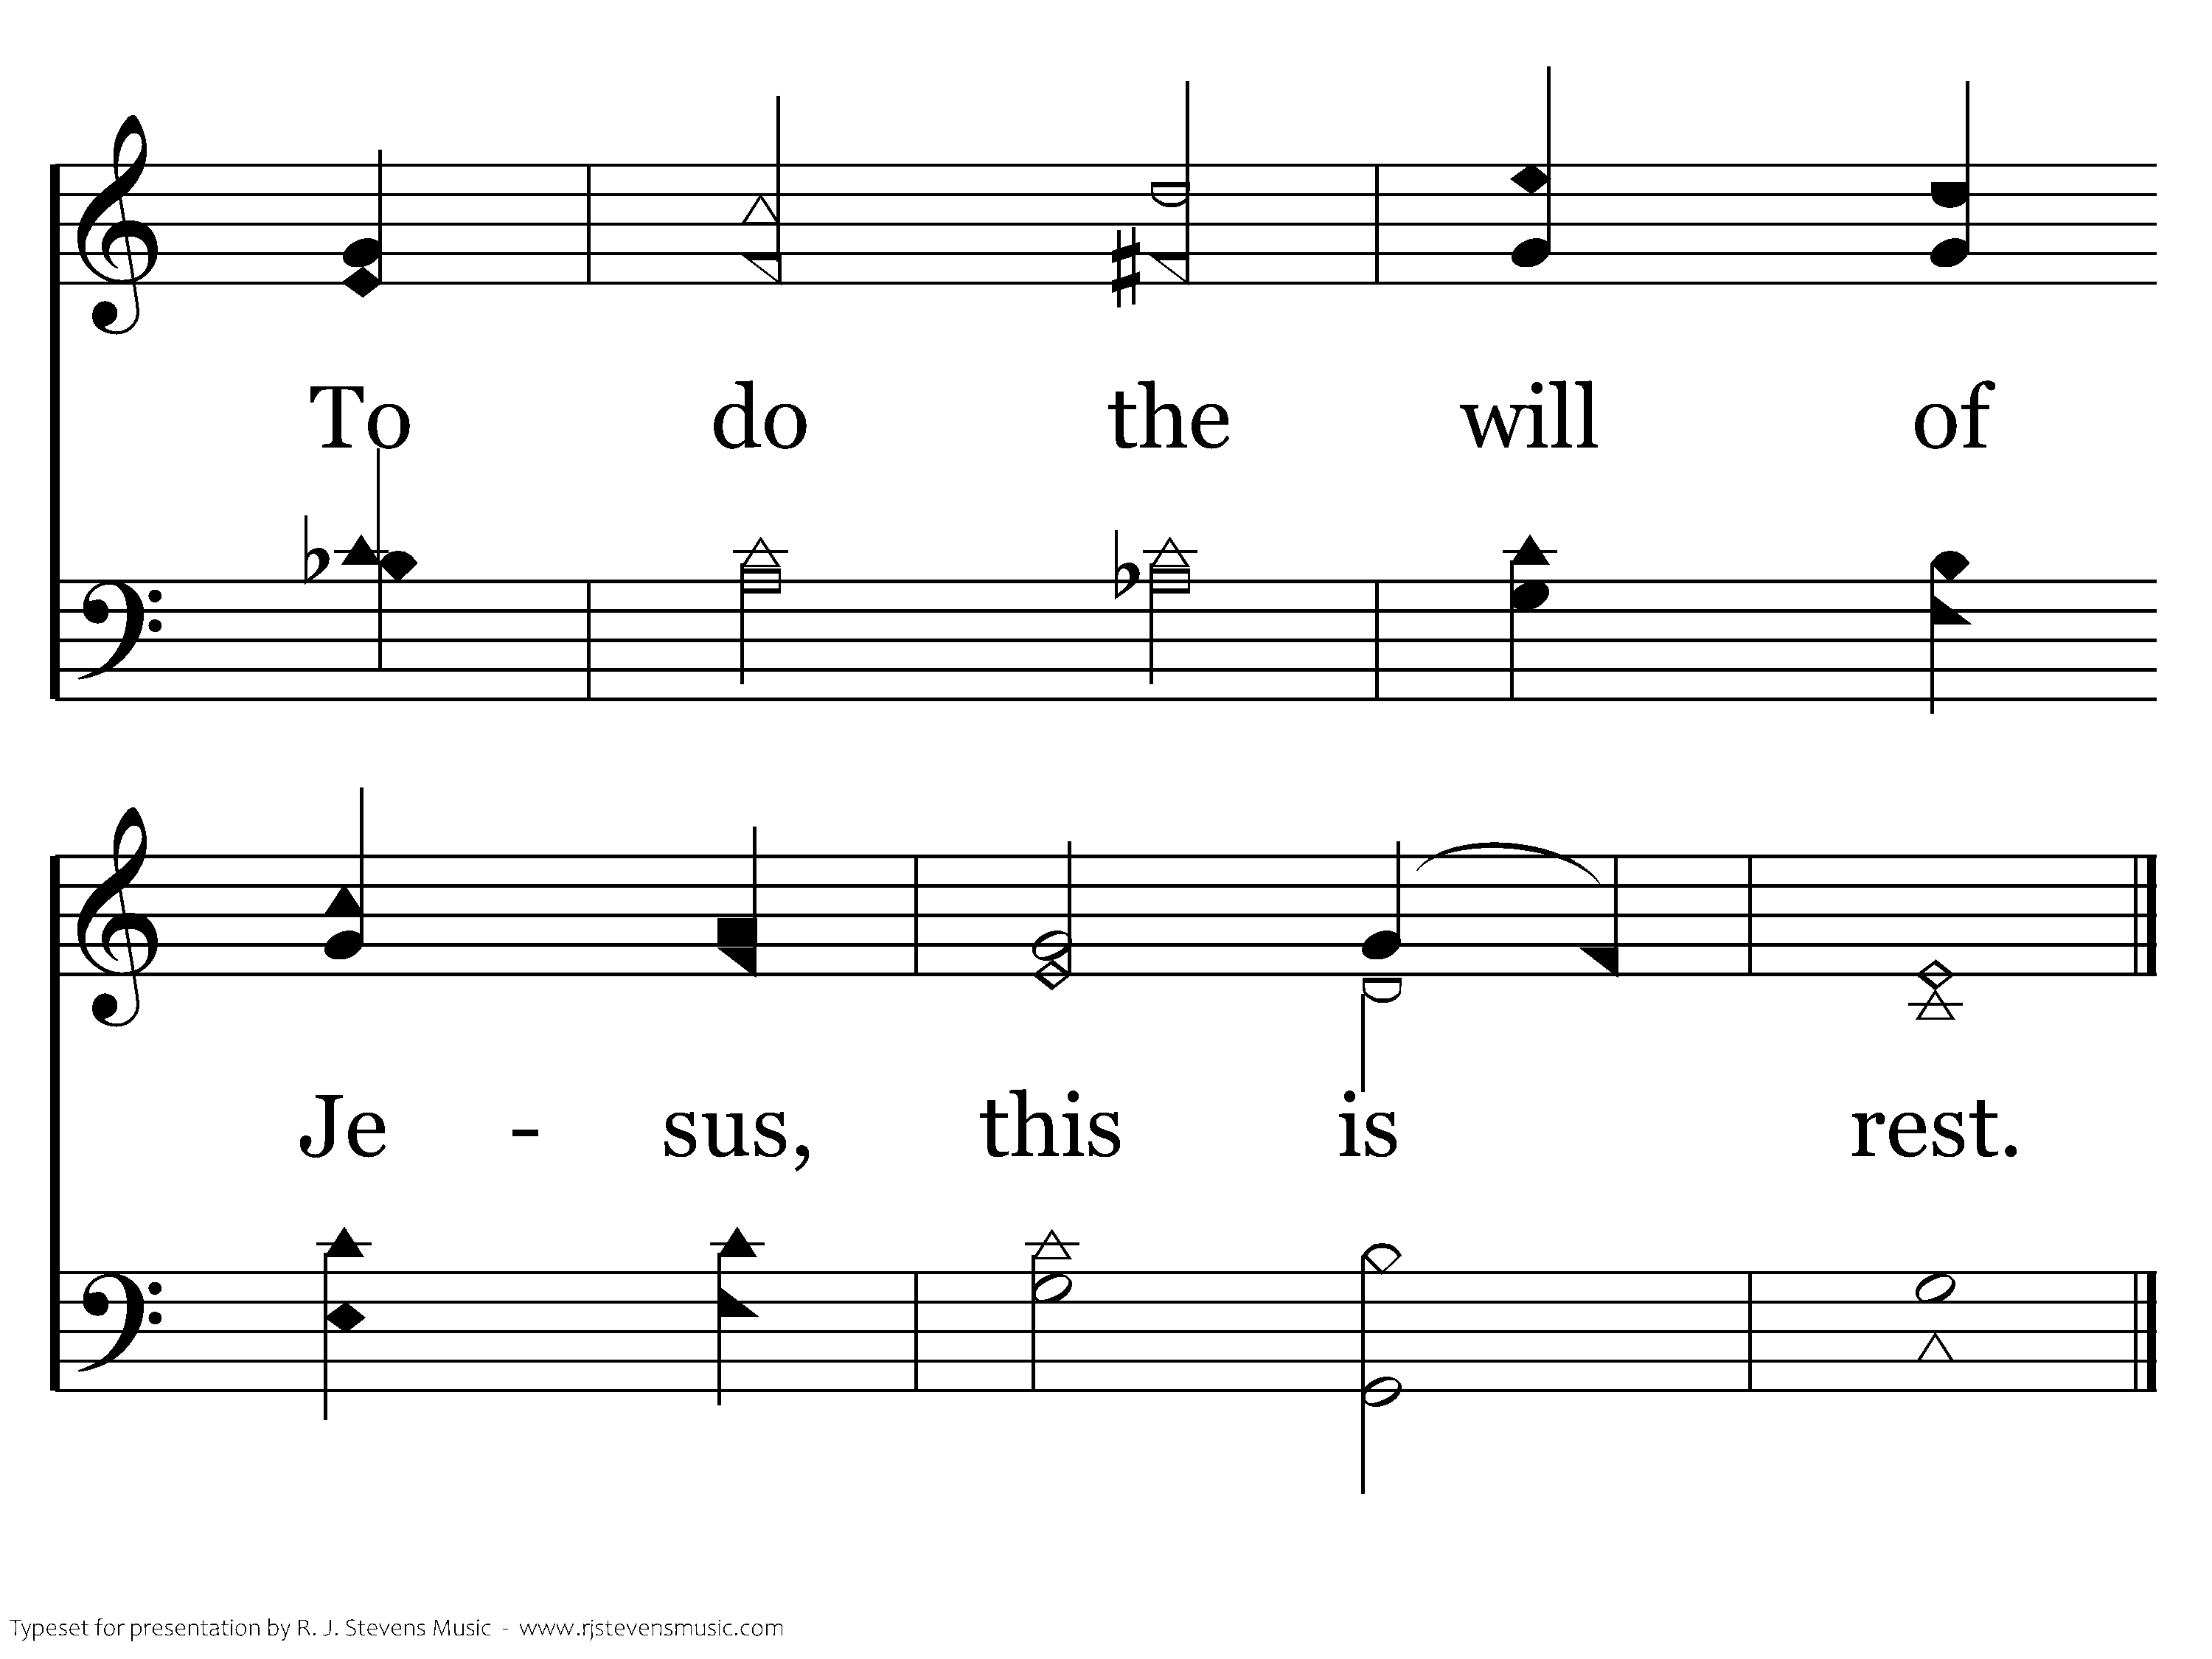 To do the will of
Je - sus, this is rest.
Typeset for presentation by R. J. Stevens Music - www.rjstevensmusic.com